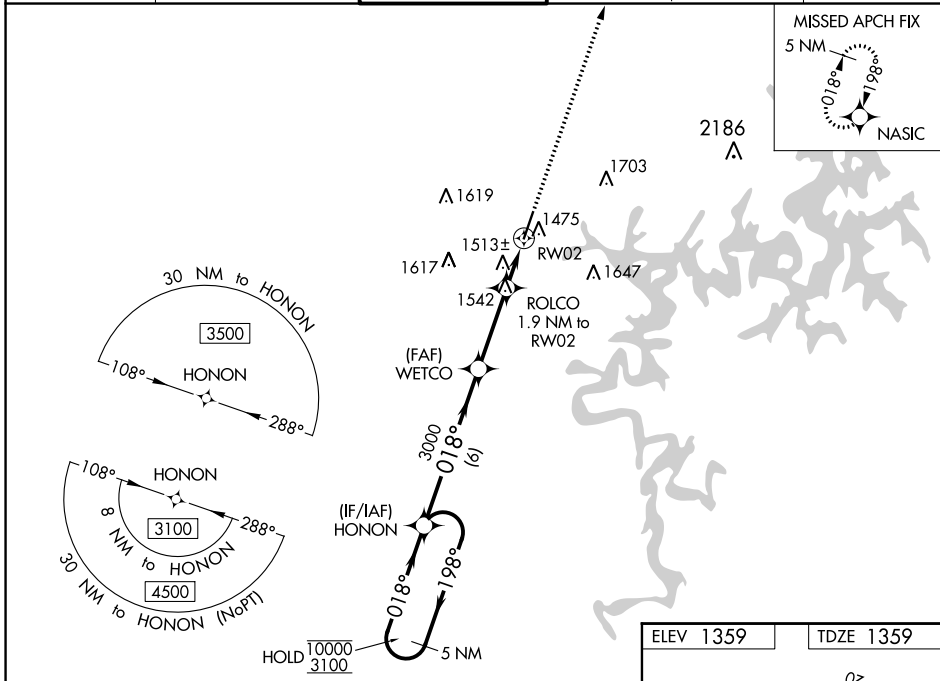 MISSED APCH FIX
5 NM
018°
198°
NASIC
2186
1703
1619
1475
1513±
RW02
1617
1647
1542
ROLCO
1.9 NM to
RW02
30 NM to HONON
3500
108°
HONON
288°
(FAF)
WETCO
3000
018°
(6)
108°
HONON
288°
3100
8 NM to HONON
4500
30 NM to HONON (NoPT)
(IF/IAF)
HONON
018°
198°
HOLD 10000
3100
5 NM
ELEV 1359
TDZE 1359